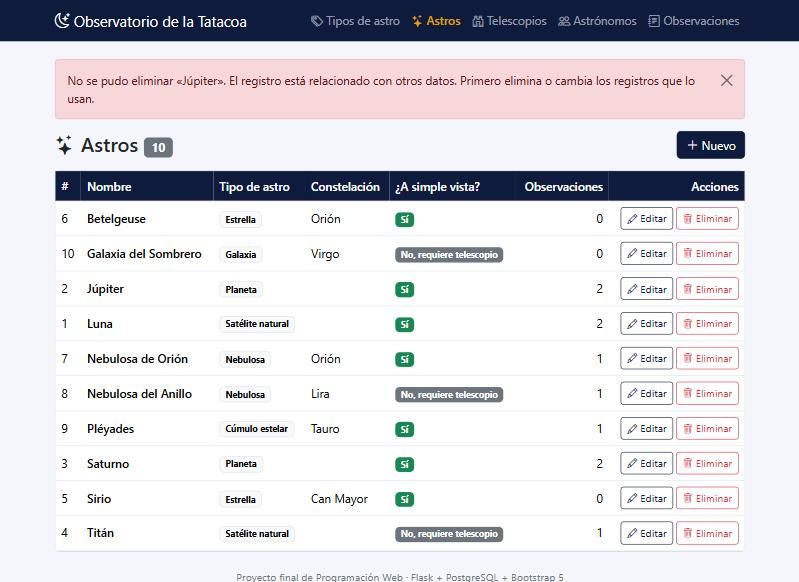 Observatorio de la Tatacoa Tipos de astro Astros Telescopios Astrónomos Observaciones
No se pudo eliminar «Júpiter». El registro está relacionado con otros datos. Primero elimina o cambia los registros que lo
usan.
Astros 10 + Nuevo
# Nombre Tipo de astro Constelación ¿A simple vista? Observaciones Acciones
6 Betelgeuse Estrella Orión Sí 0 Editar Eliminar
10 Galaxia del Sombrero Galaxia Virgo No, requiere telescopio 0 Editar Eliminar
2 Júpiter Planeta Sí 2 Editar Eliminar
1 Luna Satélite natural Sí 2 Editar Eliminar
7 Nebulosa de Orión Nebulosa Orión Sí 1 Editar Eliminar
8 Nebulosa del Anillo Nebulosa Lira No, requiere telescopio 1 Editar Eliminar
9 Pléyades Cúmulo estelar Tauro Sí 1 Editar Eliminar
3 Saturno Planeta Sí 2 Editar Eliminar
5 Sirio Estrella Can Mayor Sí 0 Editar Eliminar
4 Titán Satélite natural No, requiere telescopio 1 Editar Eliminar
Proyecto final de Programación Web · Flask + PostgreSQL + Bootstrap 5